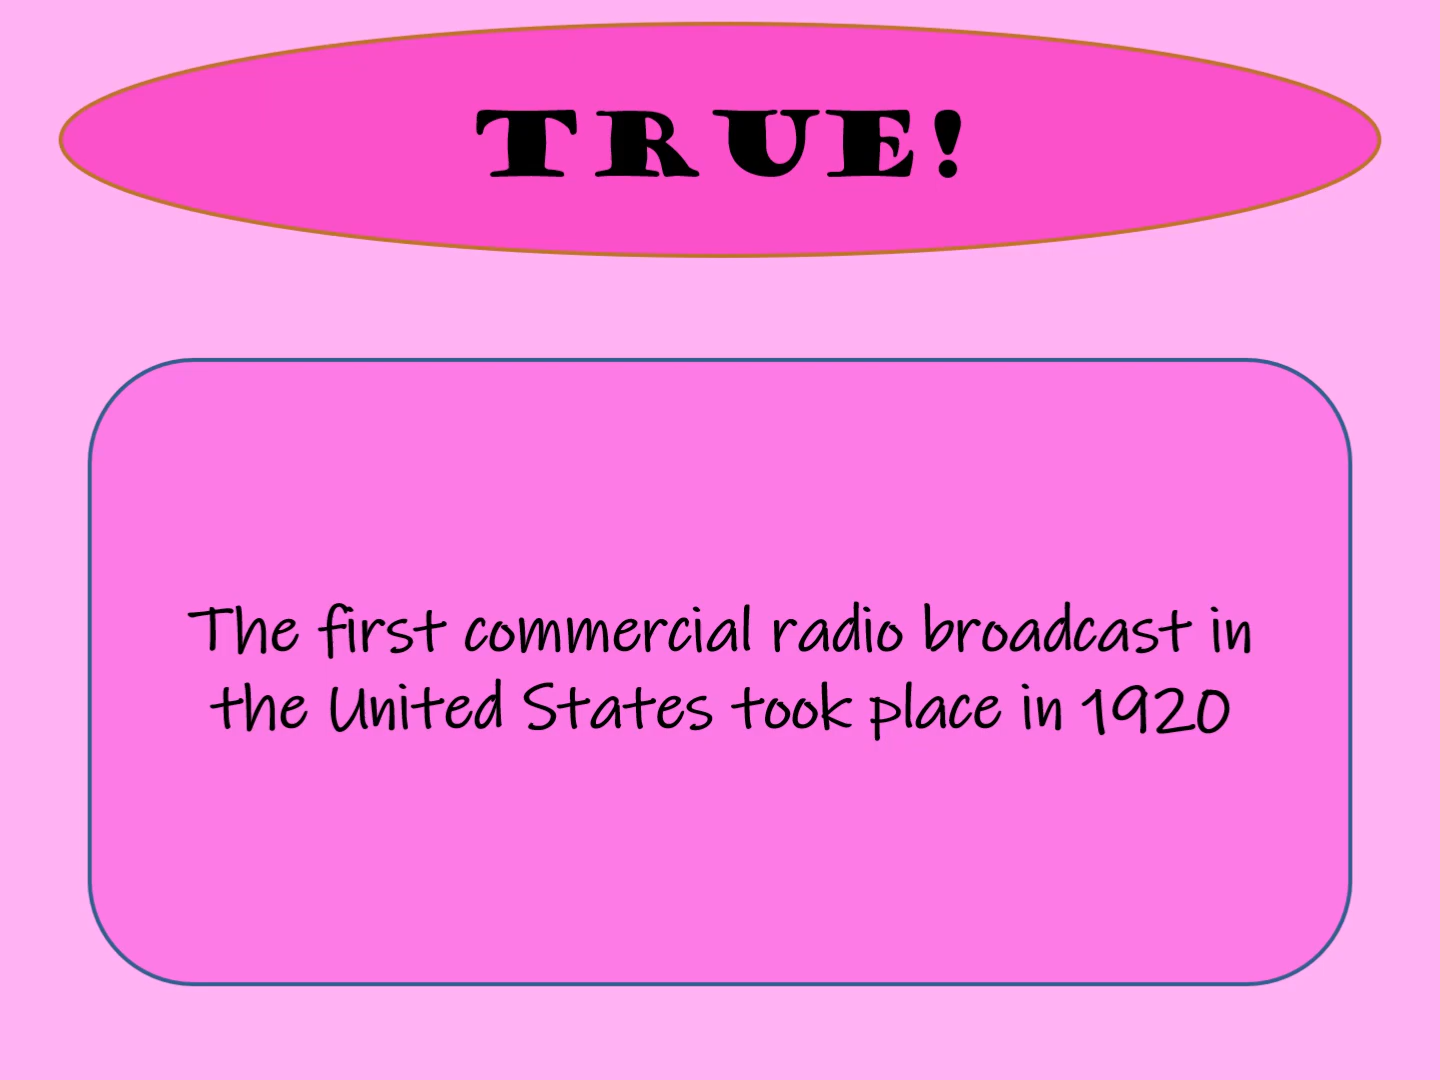 TRUE!
The first commercial radio broadcast in
the United States took place in 1920